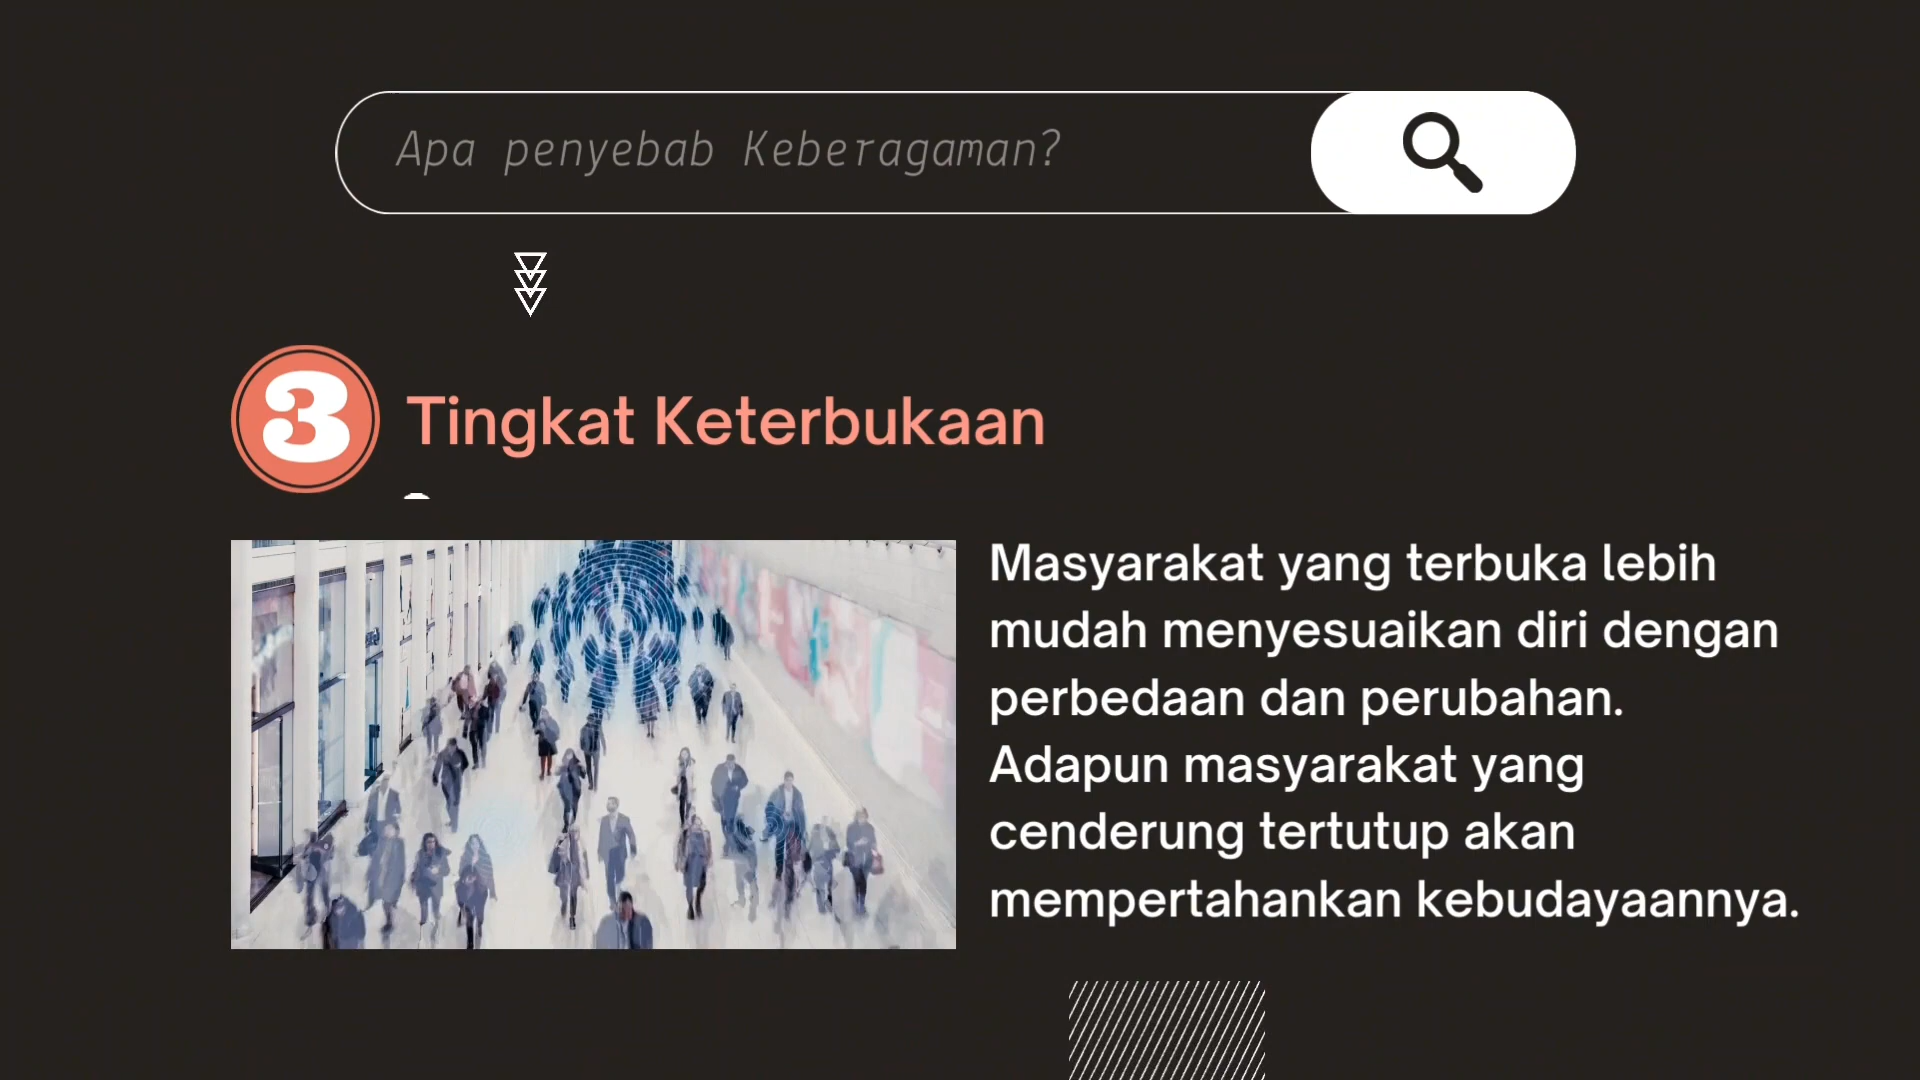 Apa penyebab Keberagaman?
3
Tingkat Keterbukaan
Masyarakat yang terbuka lebih
mudah menyesuaikan diri dengan
perbedaan dan perubahan.
Adapun masyarakat yang
cenderung tertutup akan
mempertahankan kebudayaannya.